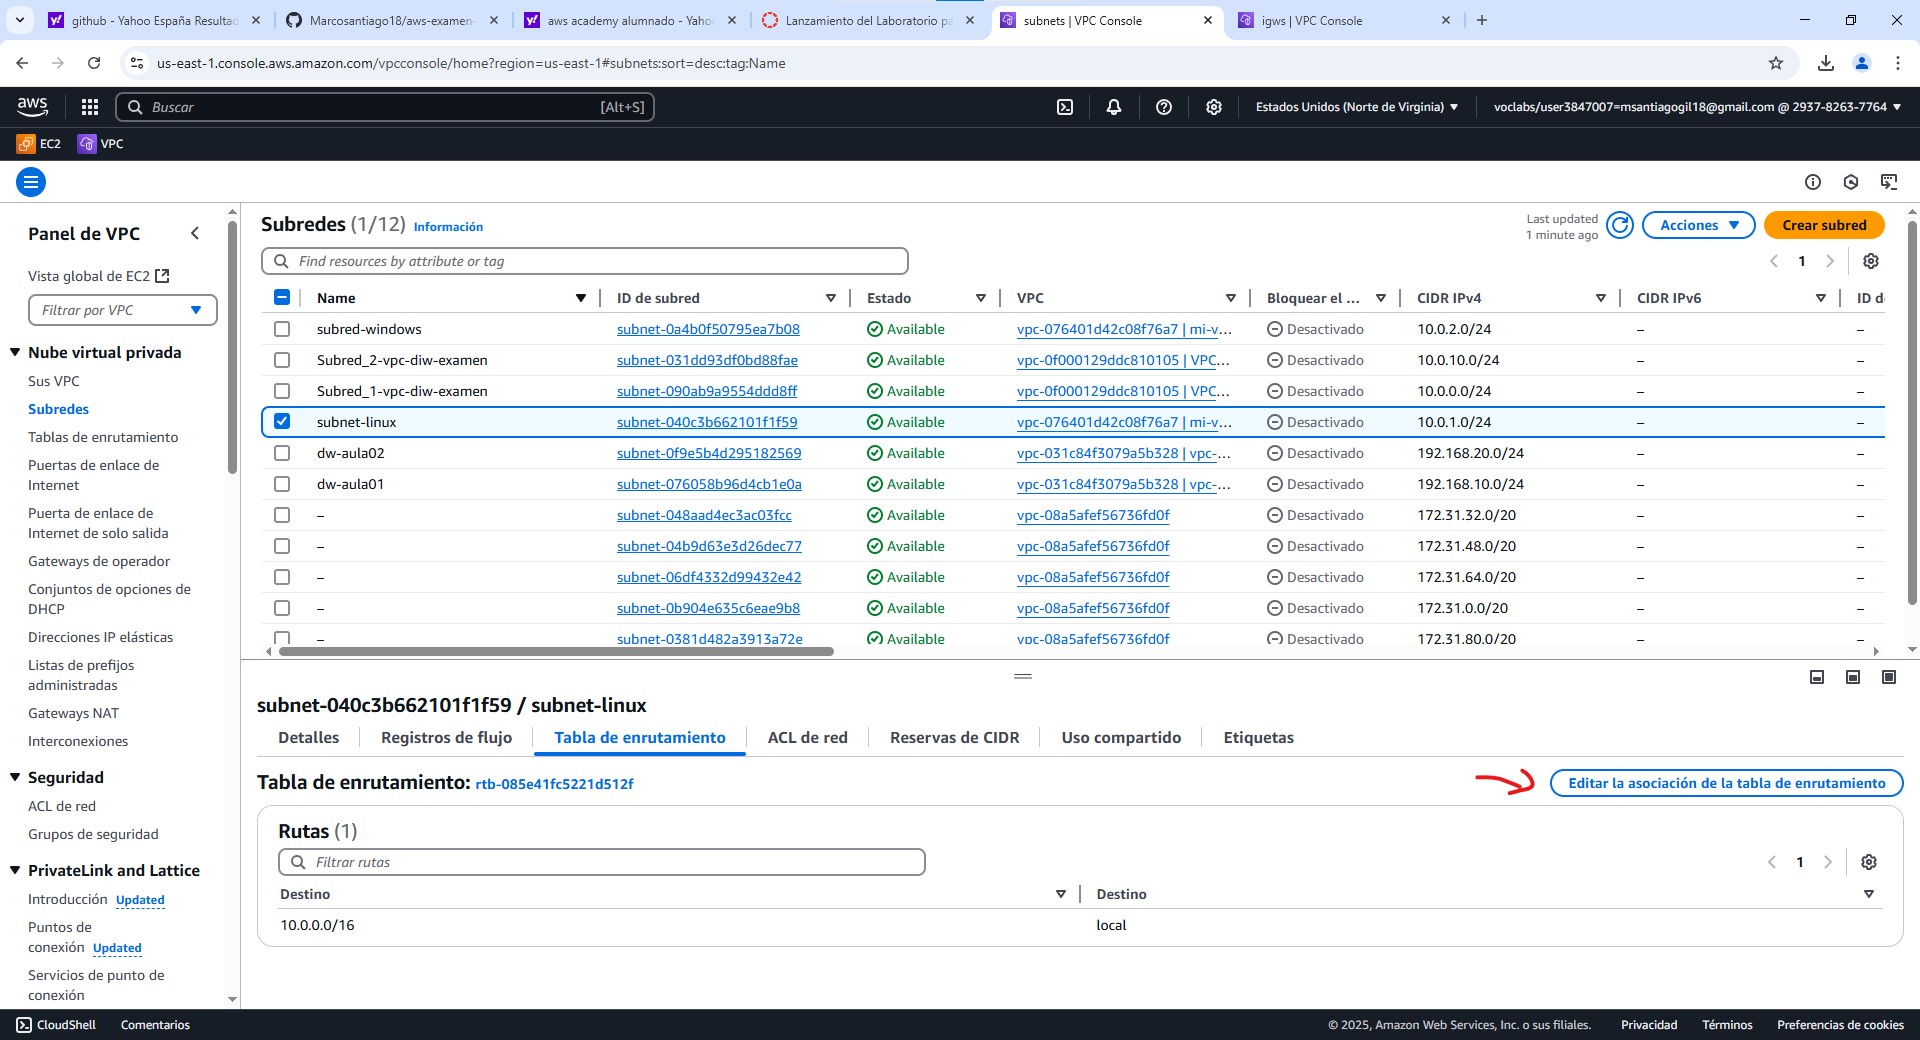 github - Yahoo España Resultad
Marcosantiago18/aws-examen-
aws academy alumnado - Yaho
Lanzamiento del Laboratorio pa
subnets | VPC Console
igws | VPC Console
us-east-1.console.aws.amazon.com/vpcconsole/home?region=us-east-1#subnets:sort=desc:tag:Name
aws
Buscar [Alt+S]
Estados Unidos (Norte de Virginia)
voclabs/user3847007=msantiagogil18@gmail.com @ 2937-8263-7764
EC2 VPC
Panel de VPC
Vista global de EC2
Filtrar por VPC
Nube virtual privada
Sus VPC
Subredes
Tablas de enrutamiento
Puertas de enlace de
Internet
Puerta de enlace de
Internet de solo salida
Gateways de operador
Conjuntos de opciones de
DHCP
Direcciones IP elásticas
Listas de prefijos
administradas
Gateways NAT
Interconexiones
Seguridad
ACL de red
Grupos de seguridad
PrivateLink and Lattice
Introducción Updated
Puntos de
conexión Updated
Servicios de punto de
conexión
Subredes (1/12) Información
Last updated
1 minute ago
Acciones
Crear subred
Find resources by attribute or tag
1
Name ID de subred Estado VPC Bloquear el ... CIDR IPv4 CIDR IPv6 ID d
subred-windows subnet-0a4b0f50795ea7b08 Available vpc-076401d42c08f76a7 | mi-v... Desactivado 10.0.2.0/24 – –
Subred_2-vpc-diw-examen subnet-031dd93df0bd88fae Available vpc-0f000129ddc810105 | VPC... Desactivado 10.0.10.0/24 – –
Subred_1-vpc-diw-examen subnet-090ab9a9554ddd8ff Available vpc-0f000129ddc810105 | VPC... Desactivado 10.0.0.0/24 – –
subnet-linux subnet-040c3b662101f1f59 Available vpc-076401d42c08f76a7 | mi-v... Desactivado 10.0.1.0/24 – –
dw-aula02 subnet-0f9e5b4d295182569 Available vpc-031c84f3079a5b328 | vpc-... Desactivado 192.168.20.0/24 – –
dw-aula01 subnet-076058b96d4cb1e0a Available vpc-031c84f3079a5b328 | vpc-... Desactivado 192.168.10.0/24 – –
– subnet-048aad4ec3ac03fcc Available vpc-08a5afef56736fd0f Desactivado 172.31.32.0/20 – –
– subnet-04b9d63e3d26dec77 Available vpc-08a5afef56736fd0f Desactivado 172.31.48.0/20 – –
– subnet-06df4332d99432e42 Available vpc-08a5afef56736fd0f Desactivado 172.31.64.0/20 – –
– subnet-0b904e635c6eae9b8 Available vpc-08a5afef56736fd0f Desactivado 172.31.0.0/20 – –
– subnet-0381d482a3913a72e Available vpc-08a5afef56736fd0f Desactivado 172.31.80.0/20 – –
subnet-040c3b662101f1f59 / subnet-linux
Detalles Registros de flujo Tabla de enrutamiento ACL de red Reservas de CIDR Uso compartido Etiquetas
Tabla de enrutamiento: rtb-085e41fc5221d512f
Editar la asociación de la tabla de enrutamiento
Rutas (1)
Filtrar rutas
1
Destino Destino
10.0.0.0/16 local
CloudShell Comentarios
© 2025, Amazon Web Services, Inc. o sus filiales. Privacidad Términos Preferencias de cookies